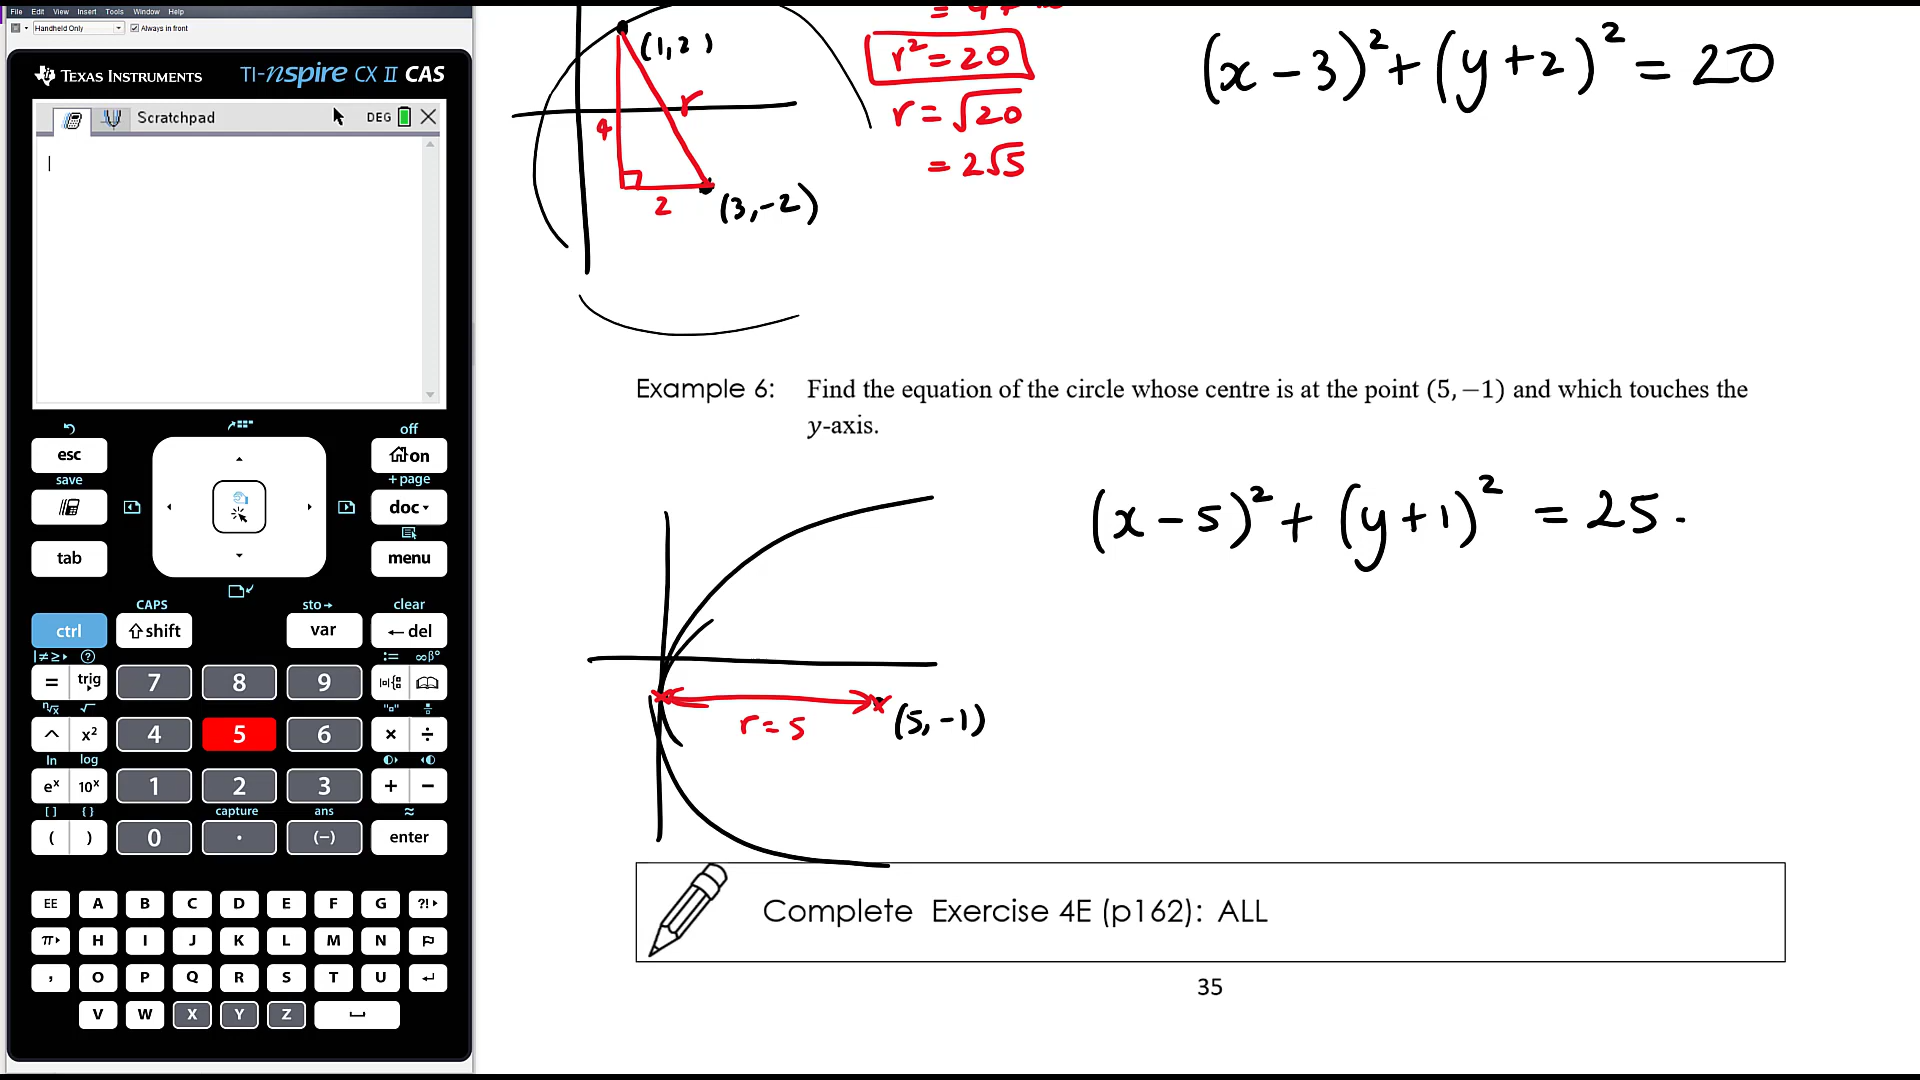 File Edit View Insert Tools Window Help
Handheld Only Always in front
TEXAS INSTRUMENTS TI-nspire CX II CAS
Scratchpad DEG
esc
save
tab
off
on
+ page
doc
menu
CAPS sto→ clear
ctrl shift var ← del
|≠≥▸ ? := ∞β°
= trig 7 8 9 |□|{
ⁿ√x √ "▫"
^ x² 4 5 6 × ÷
ln log
eˣ 10ˣ 1 2 3 + −
[ ] { } capture ans ≈
( ) 0 . (−) enter
EE A B C D E F G ?!▸
π▸ H I J K L M N
, O P Q R S T U ↵
V W X Y Z
(1,2)
r
4
2
(3,-2)
r² = 20
r = √20
= 2√5
(x - 3)² + (y + 2)² = 20
Example 6: Find the equation of the circle whose centre is at the point (5, −1) and which touches the
y-axis.
(x - 5)² + (y + 1)² = 25.
r = 5
(5, -1)
Complete Exercise 4E (p162): ALL
35